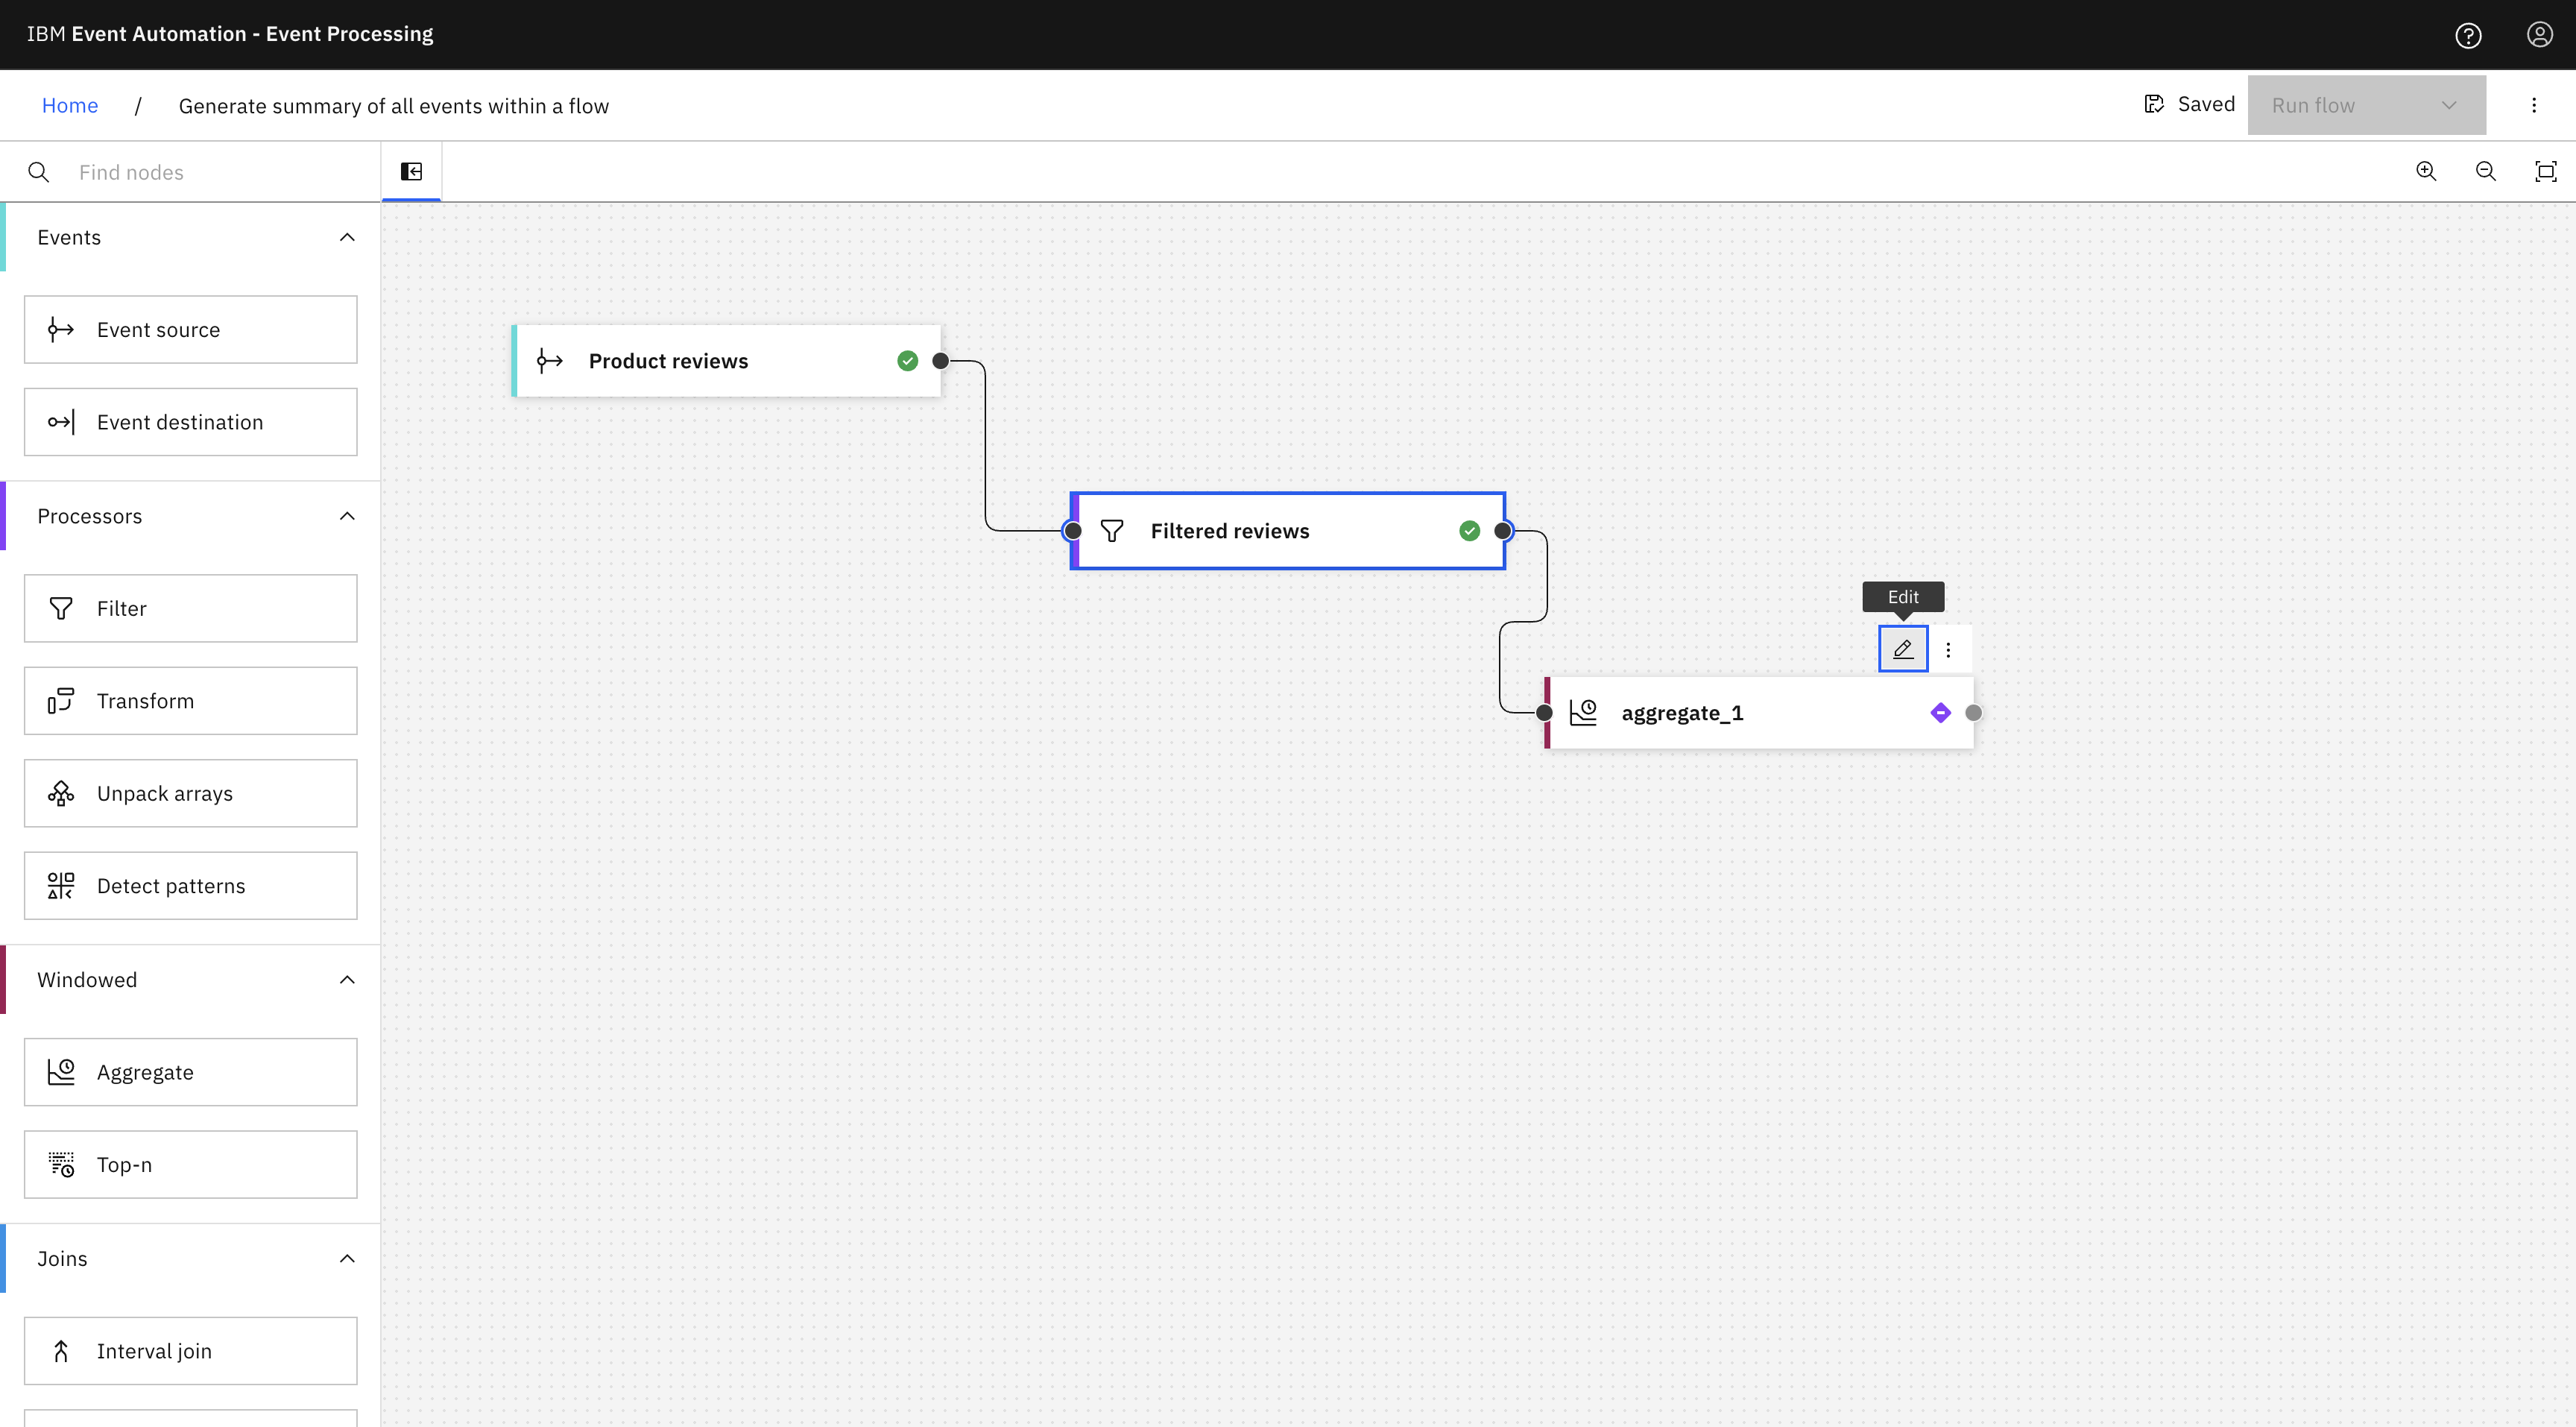 IBM Event Automation - Event Processing
Home / Generate summary of all events within a flow
Saved
Run flow
Find nodes
Events
Event source
Event destination
Processors
Filter
Transform
Unpack arrays
Detect patterns
Windowed
Aggregate
Top-n
Joins
Interval join
Product reviews
Filtered reviews
Edit
aggregate_1